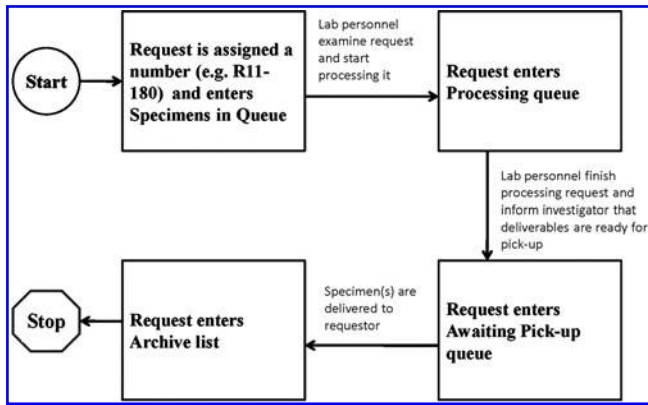 Start
Request is assigned a
number (e.g. R11-
180)  and enters
Specimens in Queue
Lab personnel
examine request
and start
processing it
Request enters
Processing queue
Lab personnel finish
processing request and
inform investigator that
deliverables are ready for
pick-up
Request enters
Awaiting Pick-up
queue
Specimen(s) are
delivered to
requestor
Request enters
Archive list
Stop